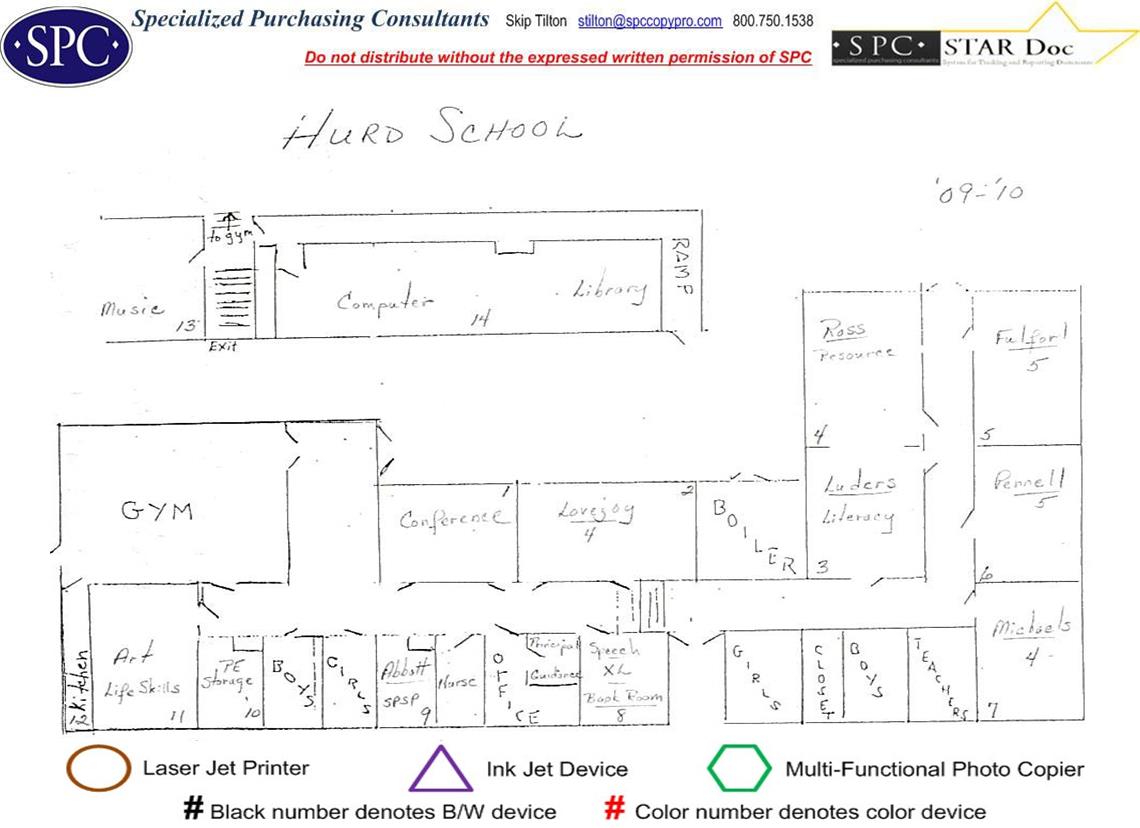 Specialized Purchasing Consultants Skip Tilton stilton@spccopypro.com 800.750.1538
·SPC·
Do not distribute without the expressed written permission of SPC
·SPC· STAR Doc
specialized purchasing consultants System for Tracking and Reporting Documents
HURD SCHOOL
'09-'10
to gym
RAMP
Music
13
Exit
Computer
14
Library
Ross
Resource
4
Fulford
5
5
GYM
Conference
1
Lovejoy
4
2
BOILER
Luders
Literacy
3
Pennell
5
6
Kitchen
12
Art
Life Skills
11
PE
Storage
10
BOYS
GIRLS
Abbott
SPSP
9
Nurse
OFFICE
Principal
Guidance
Speech
XL
Book Room
8
GIRLS
CLOSET
BOYS
TEACHERS
Michaels
4-
7
Laser Jet Printer
Ink Jet Device
Multi-Functional Photo Copier
# Black number denotes B/W device
# Color number denotes color device